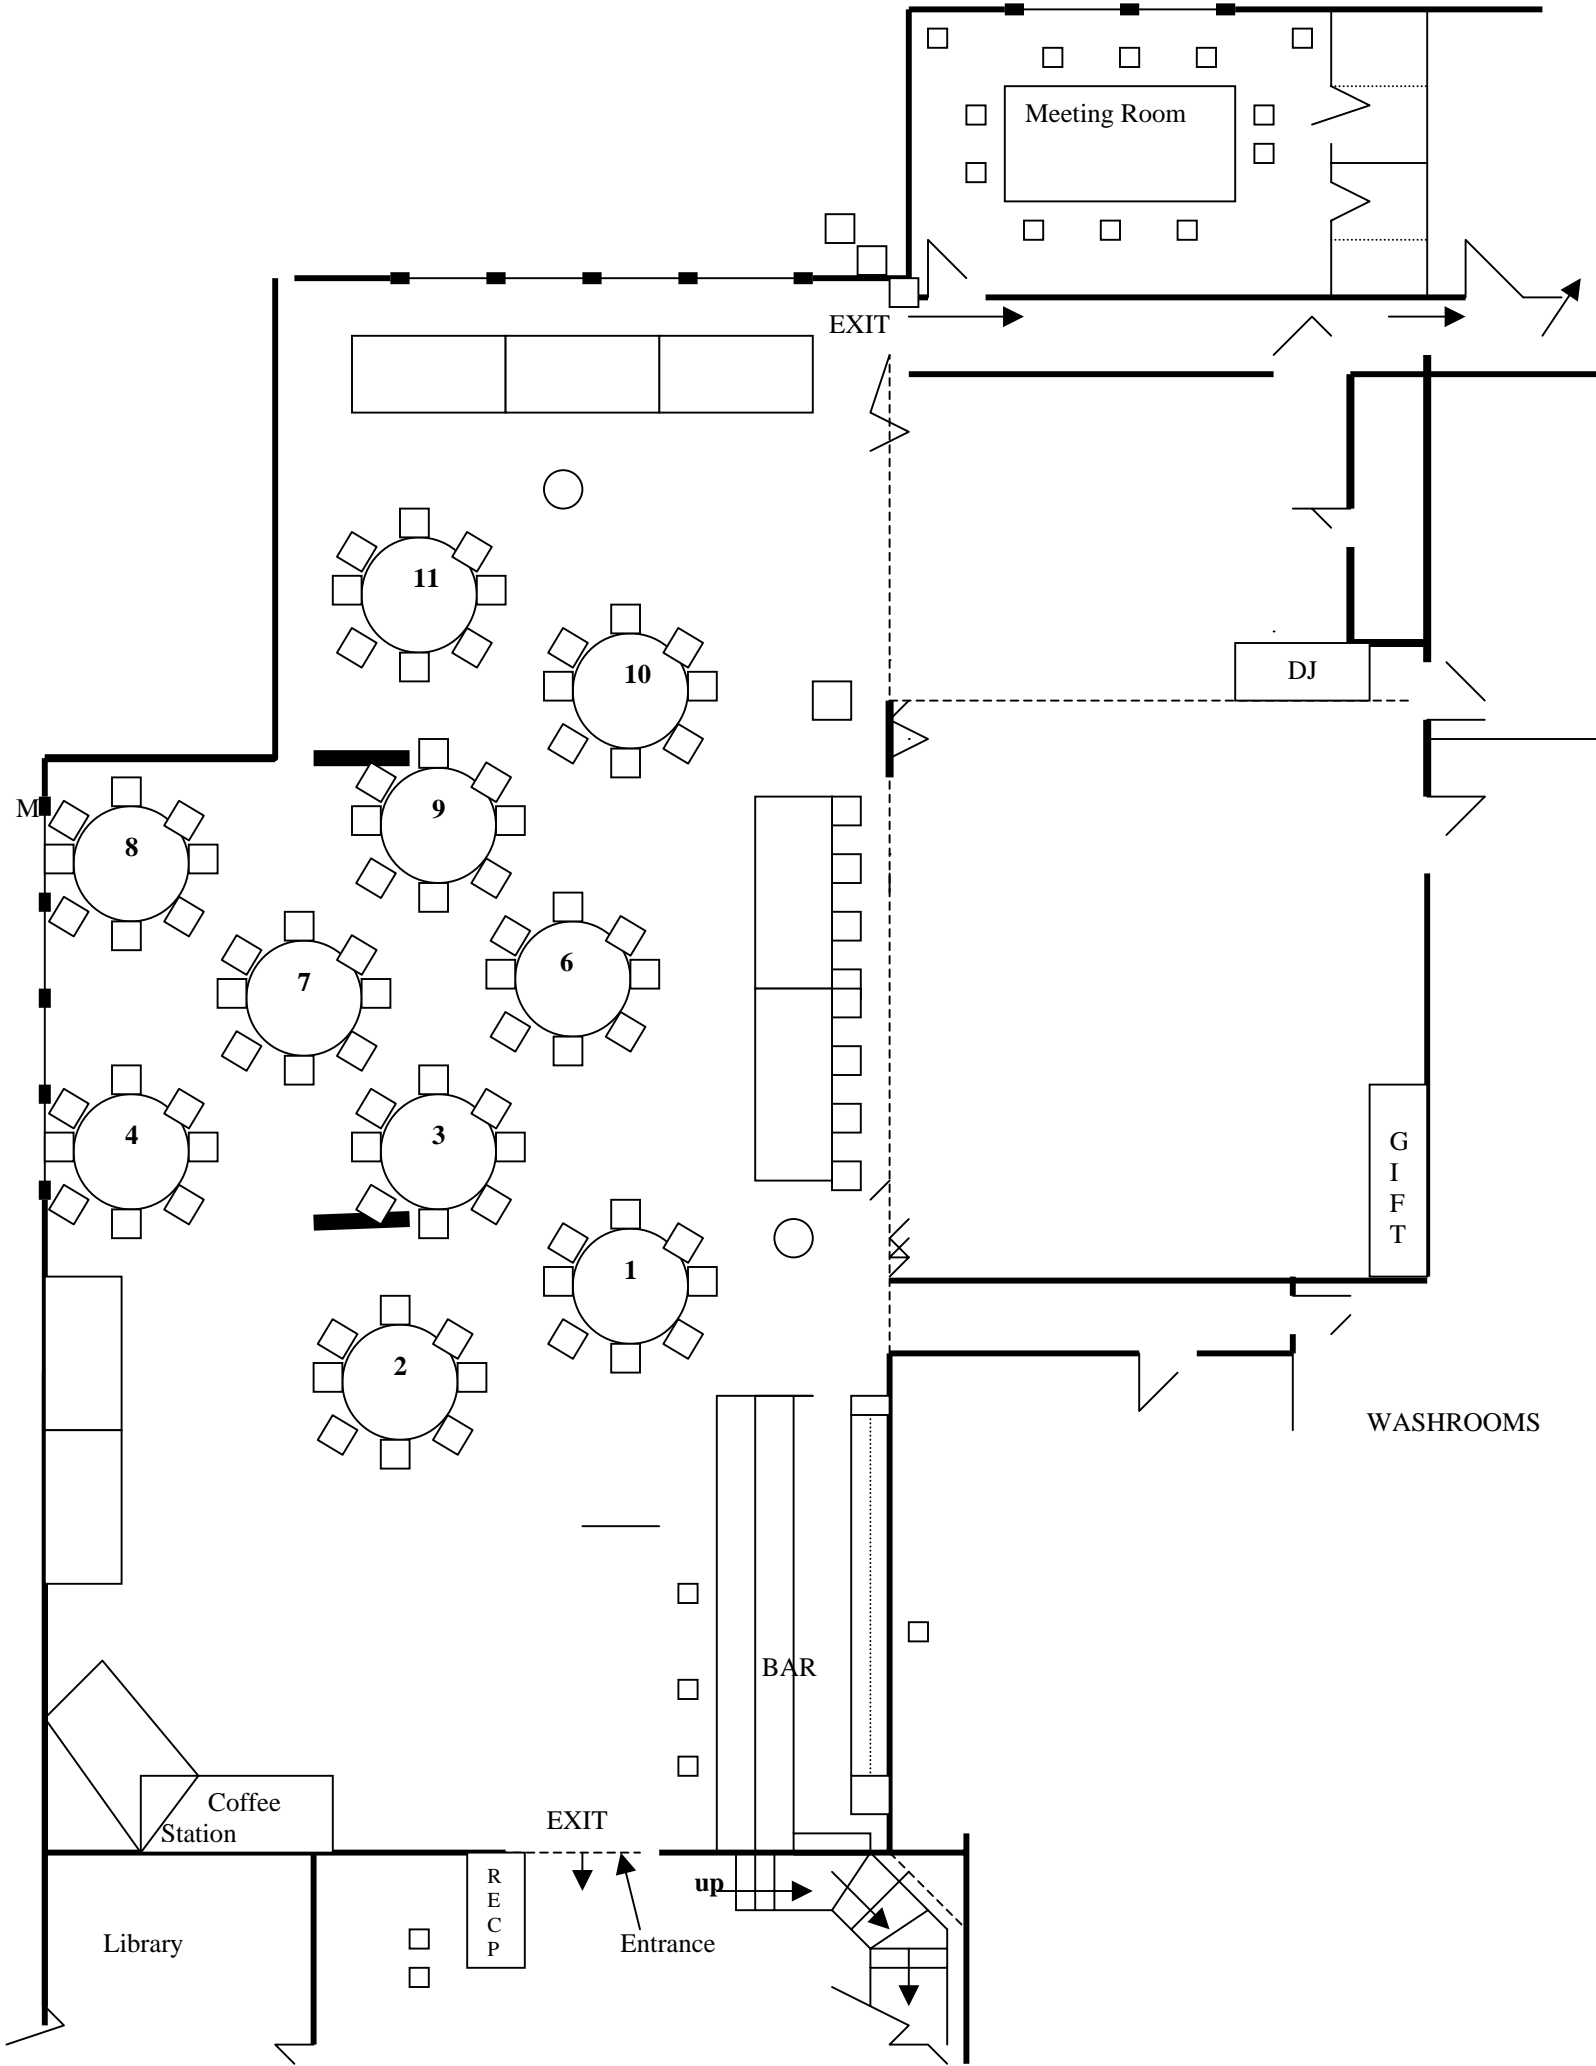 Meeting Room
EXIT
11
10
DJ
M
9
8
6
7
4
3
G
I
F
T
1
2
WASHROOMS
BAR
Coffee
Station
EXIT
R
E
C
P
up
Library
Entrance